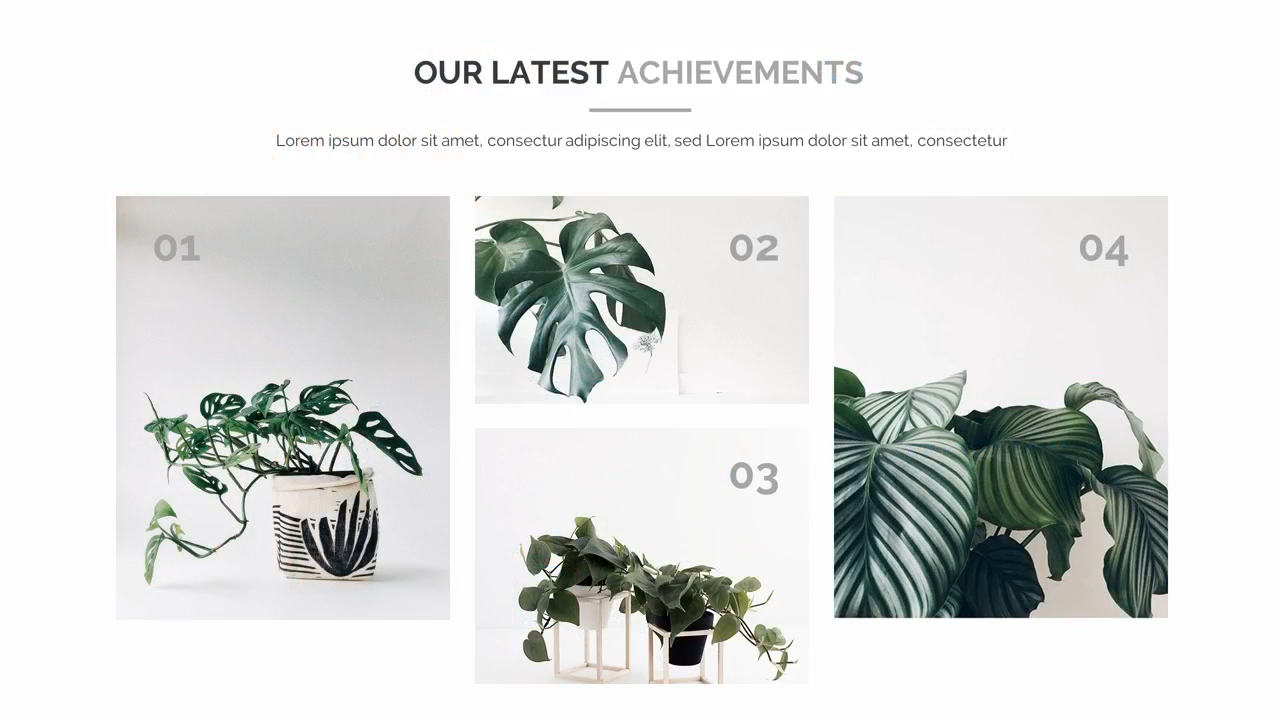 OUR LATEST ACHIEVEMENTS
Lorem ipsum dolor sit amet, consectur adipiscing elit, sed Lorem ipsum dolor sit amet, consectetur
01
02
03
04